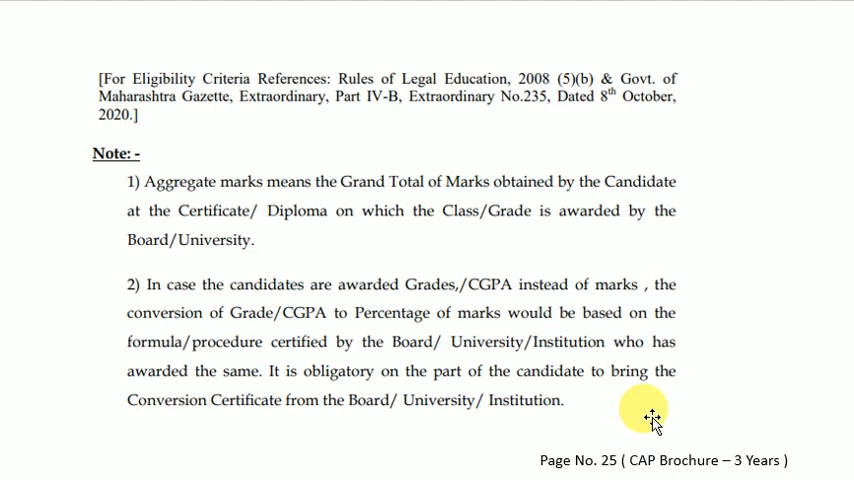 [For Eligibility Criteria References: Rules of Legal Education, 2008 (5)(b) & Govt. of
Maharashtra Gazette, Extraordinary, Part IV-B, Extraordinary No.235, Dated 8th October,
2020.]
Note: -
1) Aggregate marks means the Grand Total of Marks obtained by the Candidate
at the Certificate/ Diploma on which the Class/Grade is awarded by the
Board/University.
2) In case the candidates are awarded Grades,/CGPA instead of marks , the
conversion of Grade/CGPA to Percentage of marks would be based on the
formula/procedure certified by the Board/ University/Institution who has
awarded the same. It is obligatory on the part of the candidate to bring the
Conversion Certificate from the Board/ University/ Institution.
Page No. 25 ( CAP Brochure – 3 Years )